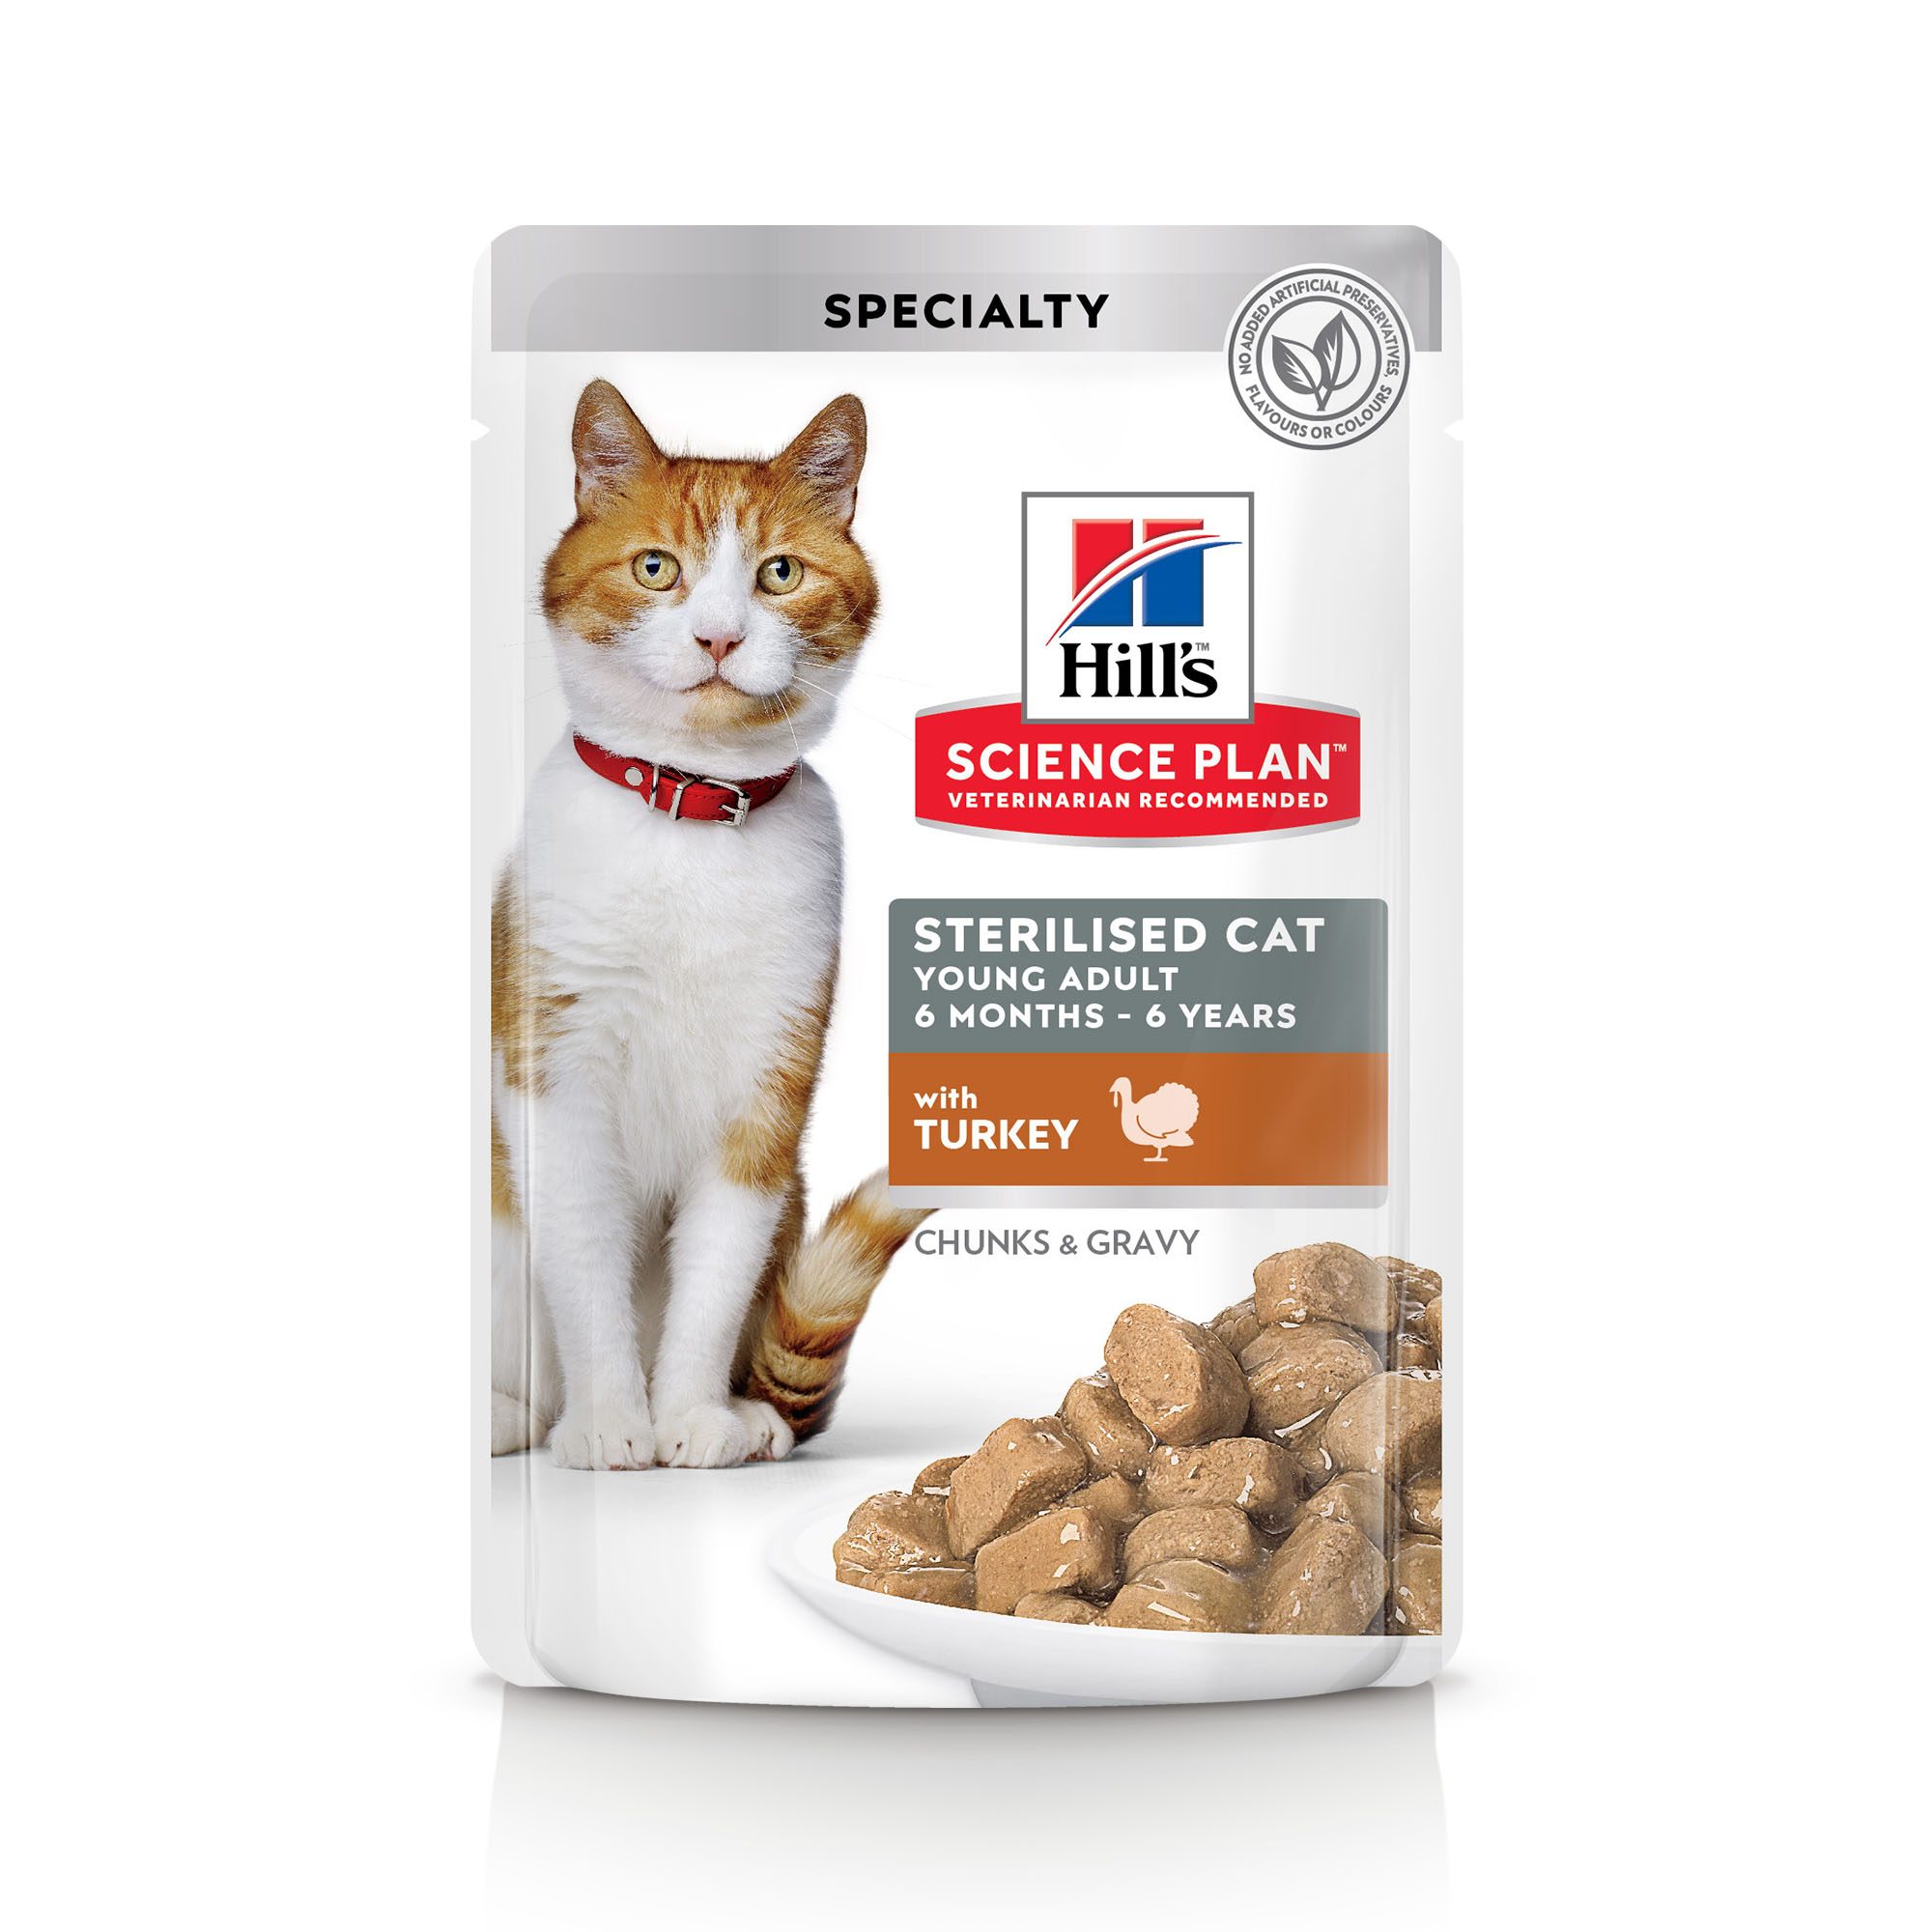 SPECIALTY
NO ADDED ARTIFICIAL PRESERVATIVES,
FLAVOURS OR COLOURS
Hill's™
SCIENCE PLAN™
VETERINARIAN RECOMMENDED
STERILISED CAT
YOUNG ADULT
6 MONTHS - 6 YEARS
with
TURKEY
CHUNKS & GRAVY